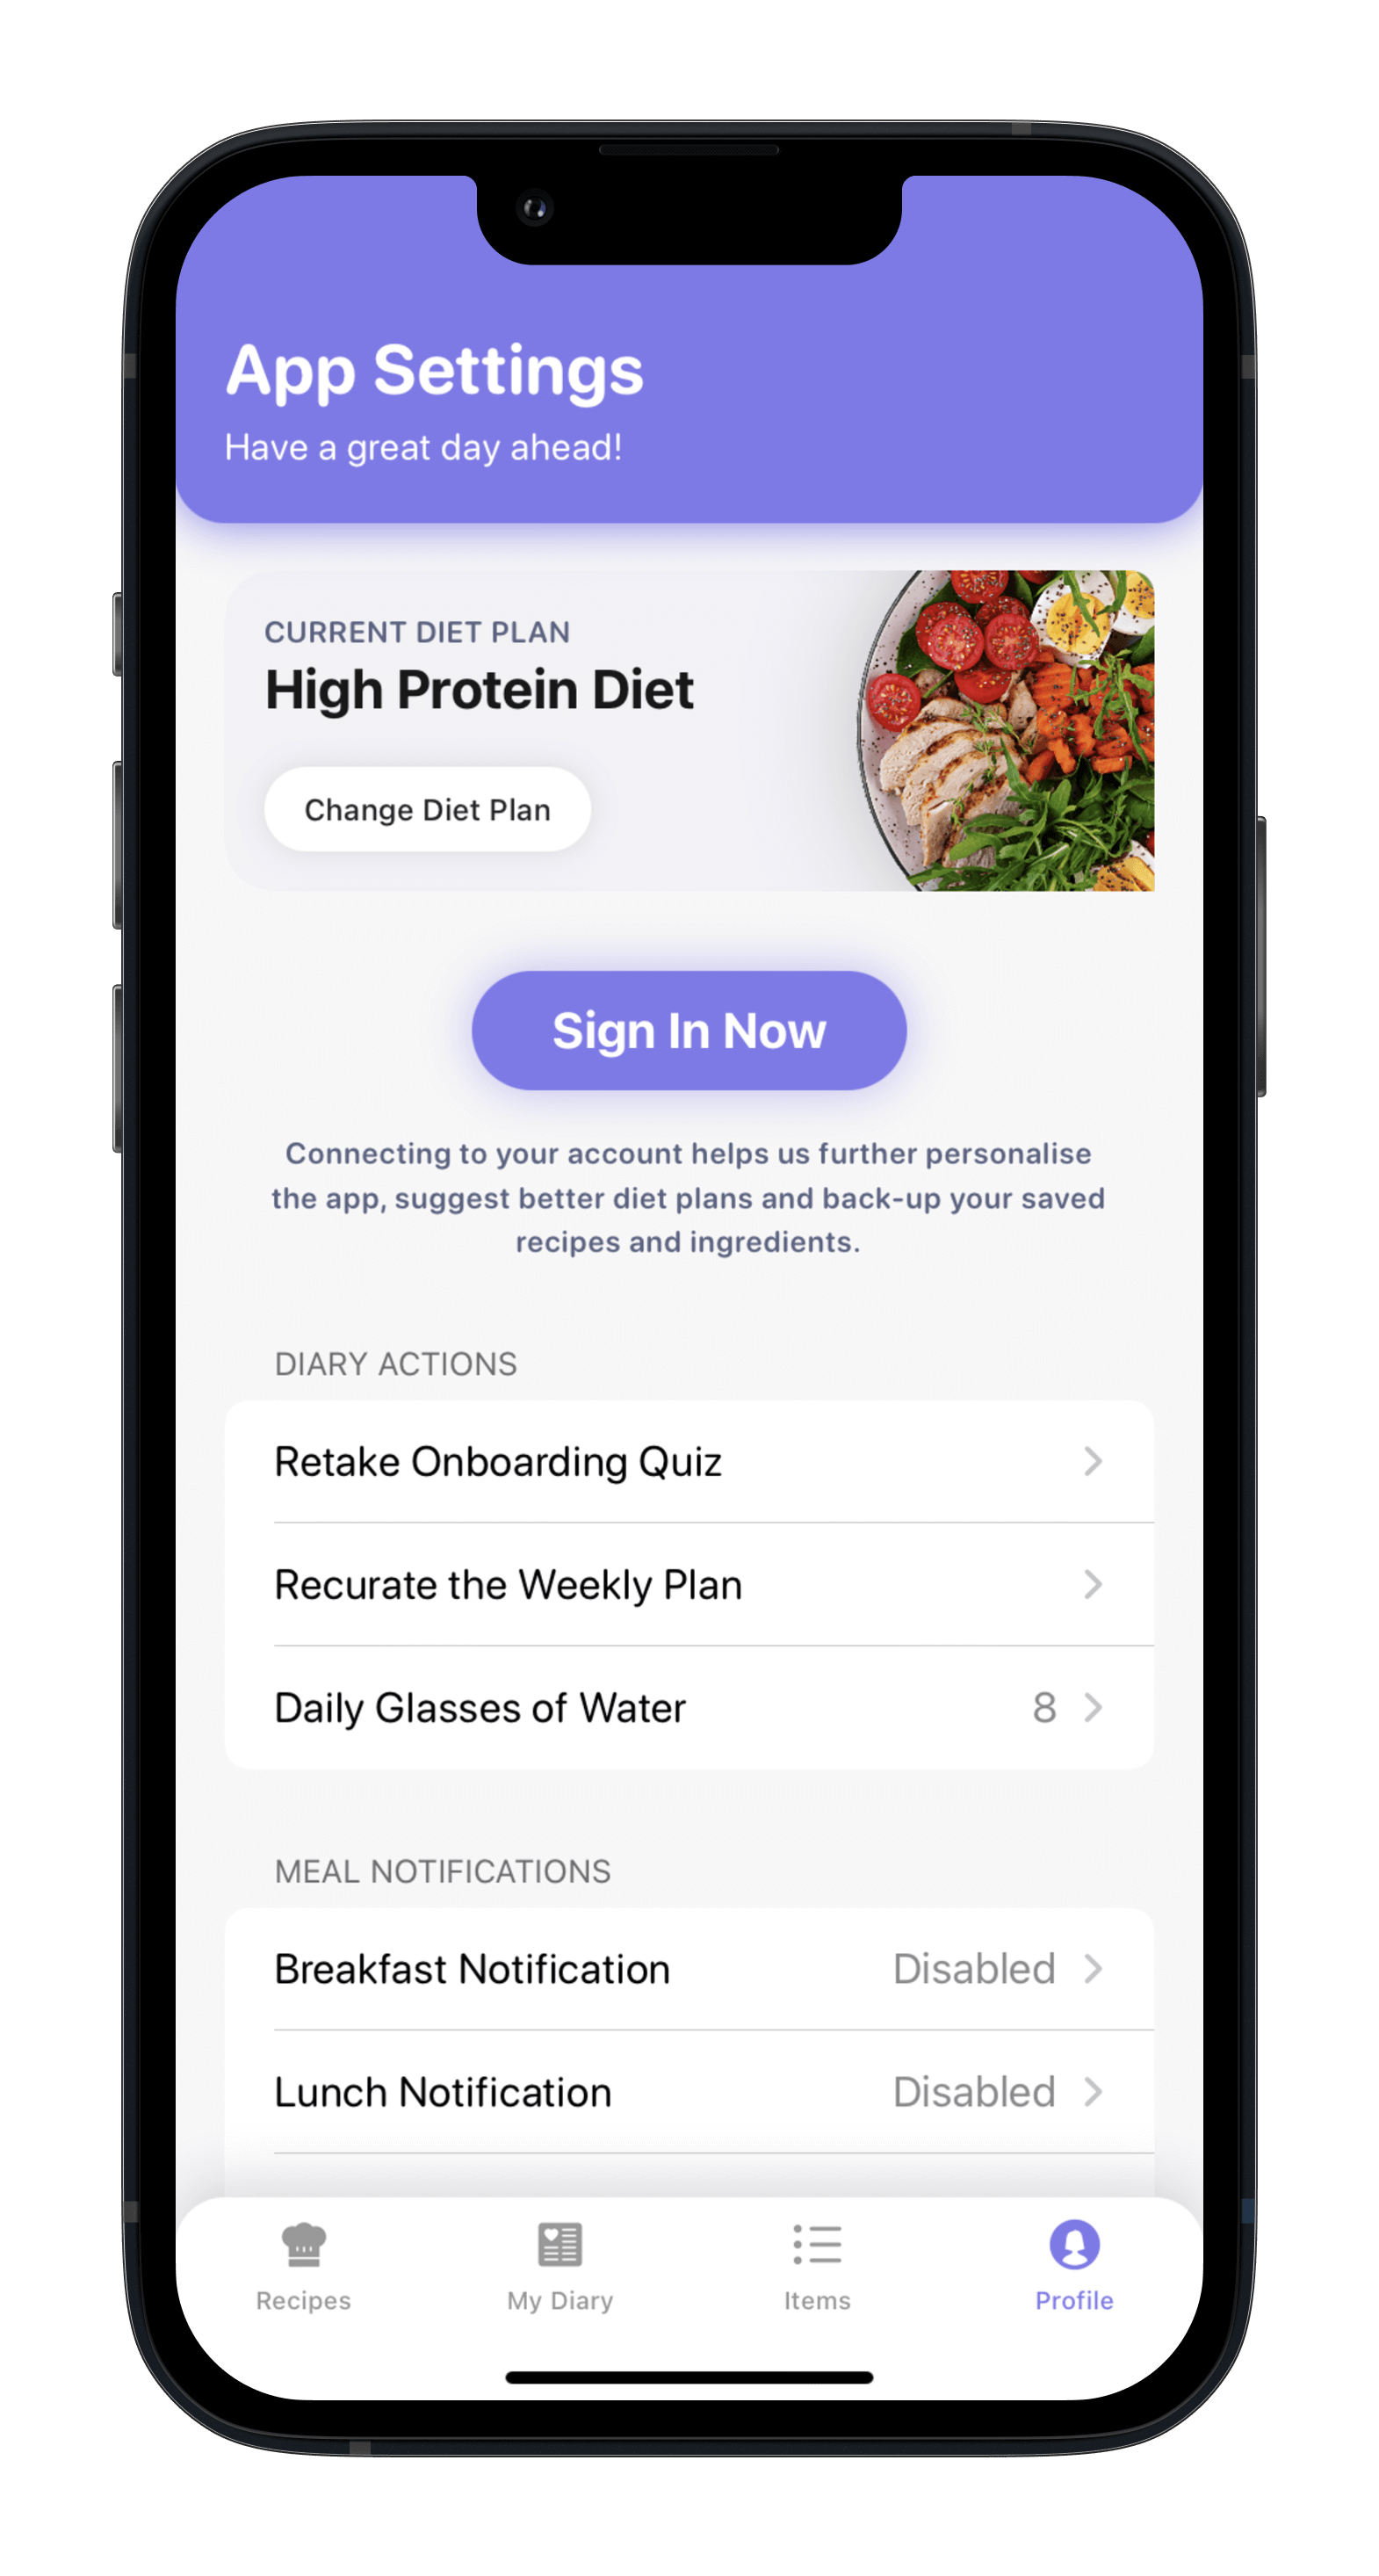 App Settings
Have a great day ahead!
CURRENT DIET PLAN
High Protein Diet
Change Diet Plan
Sign In Now
Connecting to your account helps us further personalise
the app, suggest better diet plans and back-up your saved
recipes and ingredients.
DIARY ACTIONS
Retake Onboarding Quiz
Recurate the Weekly Plan
Daily Glasses of Water 8
MEAL NOTIFICATIONS
Breakfast Notification Disabled
Lunch Notification Disabled
Recipes My Diary Items Profile